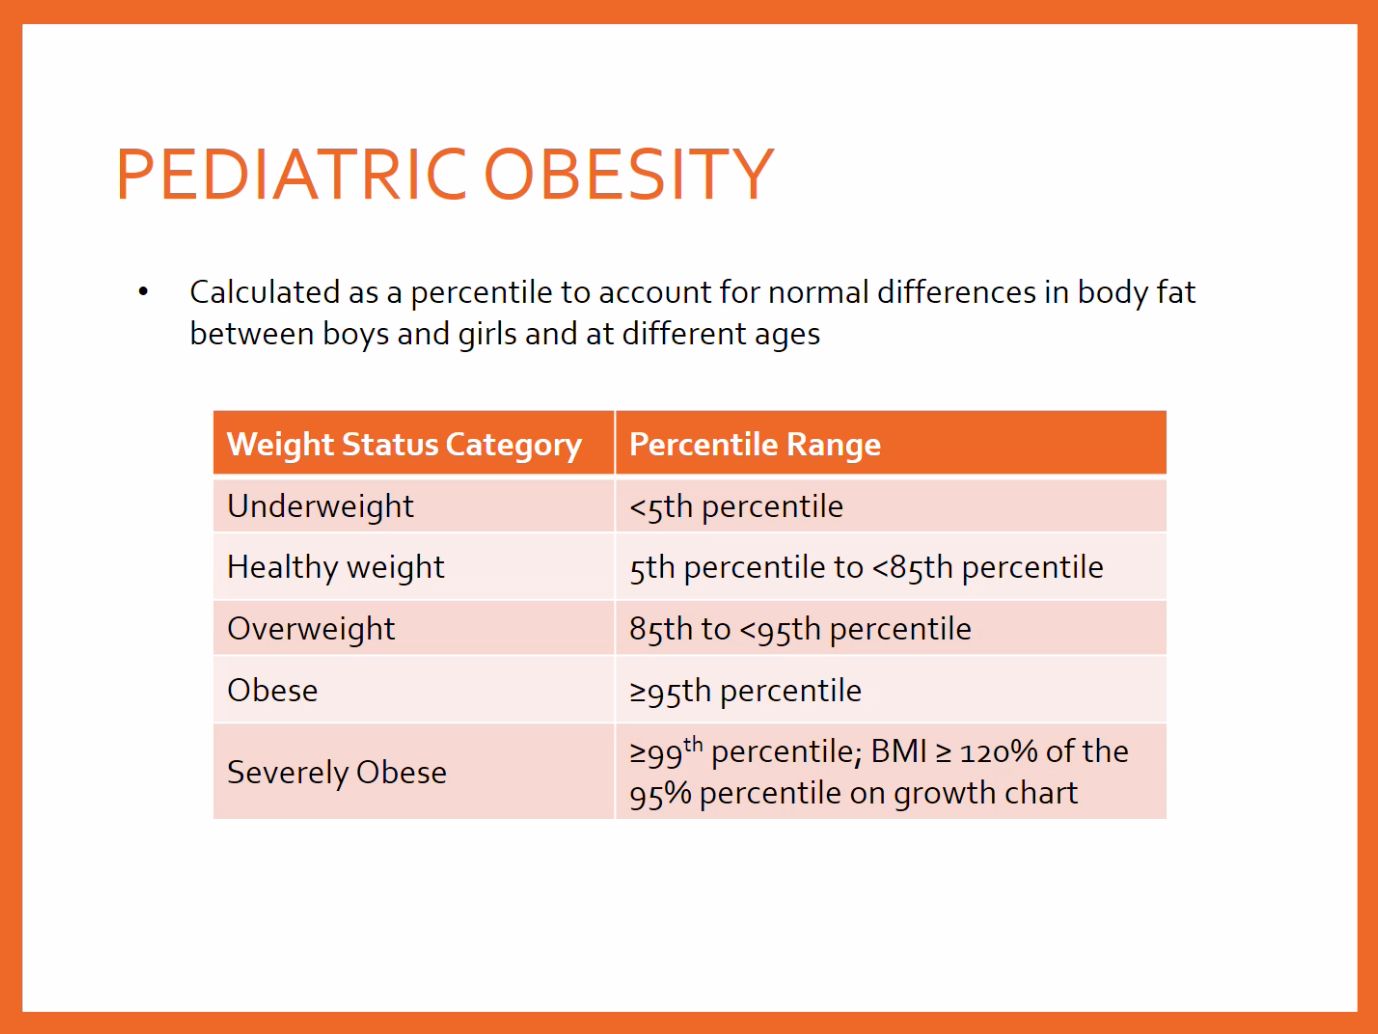 PEDIATRIC OBESITY
• Calculated as a percentile to account for normal differences in body fat
between boys and girls and at different ages
Weight Status Category Percentile Range
Underweight <5th percentile
Healthy weight 5th percentile to <85th percentile
Overweight 85th to <95th percentile
Obese ≥95th percentile
Severely Obese ≥99th percentile; BMI ≥ 120% of the
95% percentile on growth chart